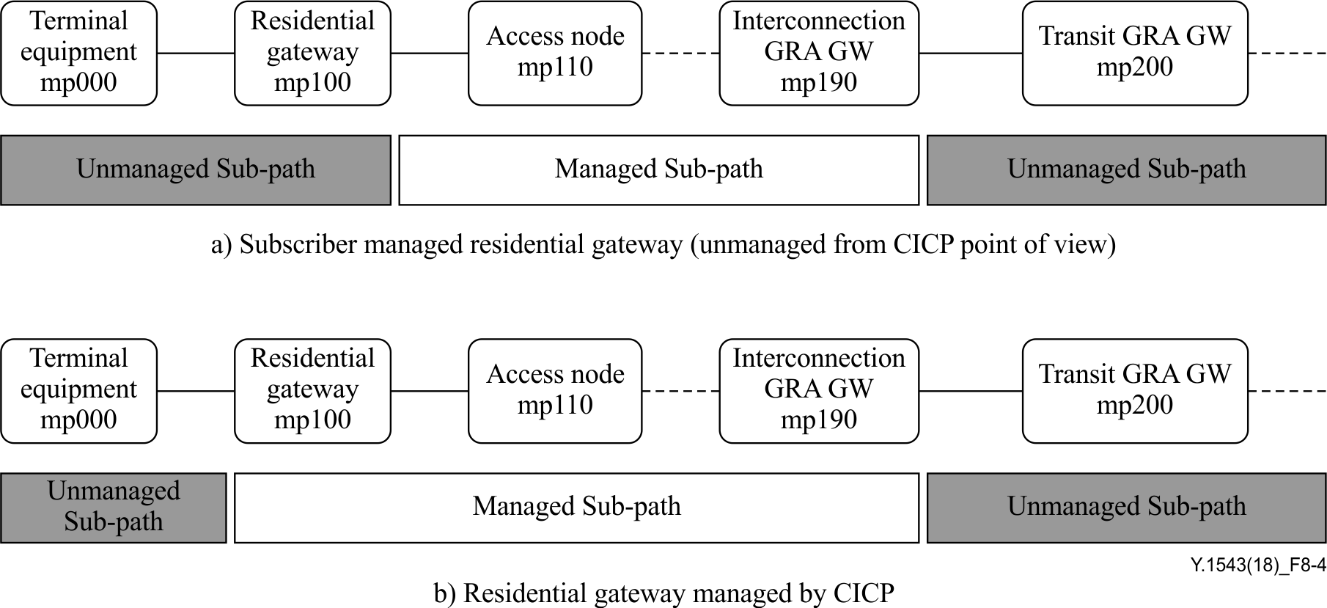 Terminal
equipment
mp000
Residential
gateway
mp100
Access node
mp110
Interconnection
GRA GW
mp190
Transit GRA GW
mp200
Unmanaged Sub-path
Managed Sub-path
Unmanaged Sub-path
a) Subscriber managed residential gateway (unmanaged from CICP point of view)
Terminal
equipment
mp000
Residential
gateway
mp100
Access node
mp110
Interconnection
GRA GW
mp190
Transit GRA GW
mp200
Unmanaged
Sub-path
Managed Sub-path
Unmanaged Sub-path
Y.1543(18)_F8-4
b) Residential gateway managed by CICP